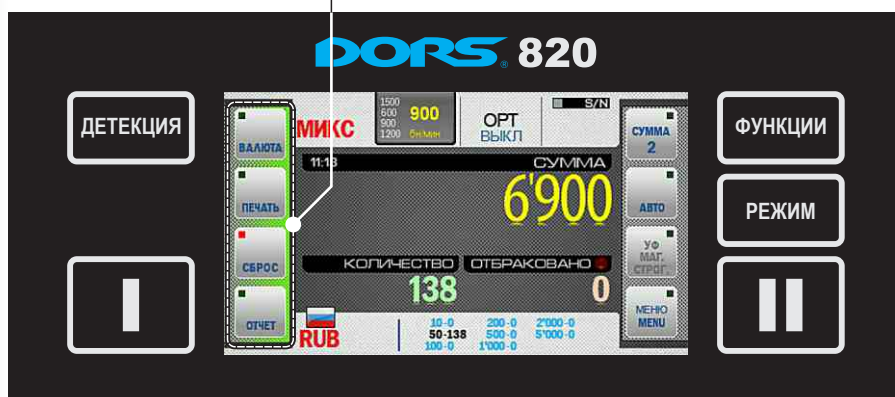 DORS® 820
ДЕТЕКЦИЯ
ФУНКЦИИ
РЕЖИМ
ВАЛЮТА
ПЕЧАТЬ
СБРОС
ОТЧЕТ
МИКС
1500
600
900
1200
900
бн/мин
ОРТ
ВЫКЛ
S/N
11:13
СУММА
6'900
КОЛИЧЕСТВО
138
ОТБРАКОВАНО
0
RUB
10-0 200-0 2'000-0
50-138 500-0 5'000-0
100-0 1'000-0
СУММА
2
АВТО
УФ
МАГ.
СТРОГ.
МЕНЮ
MENU